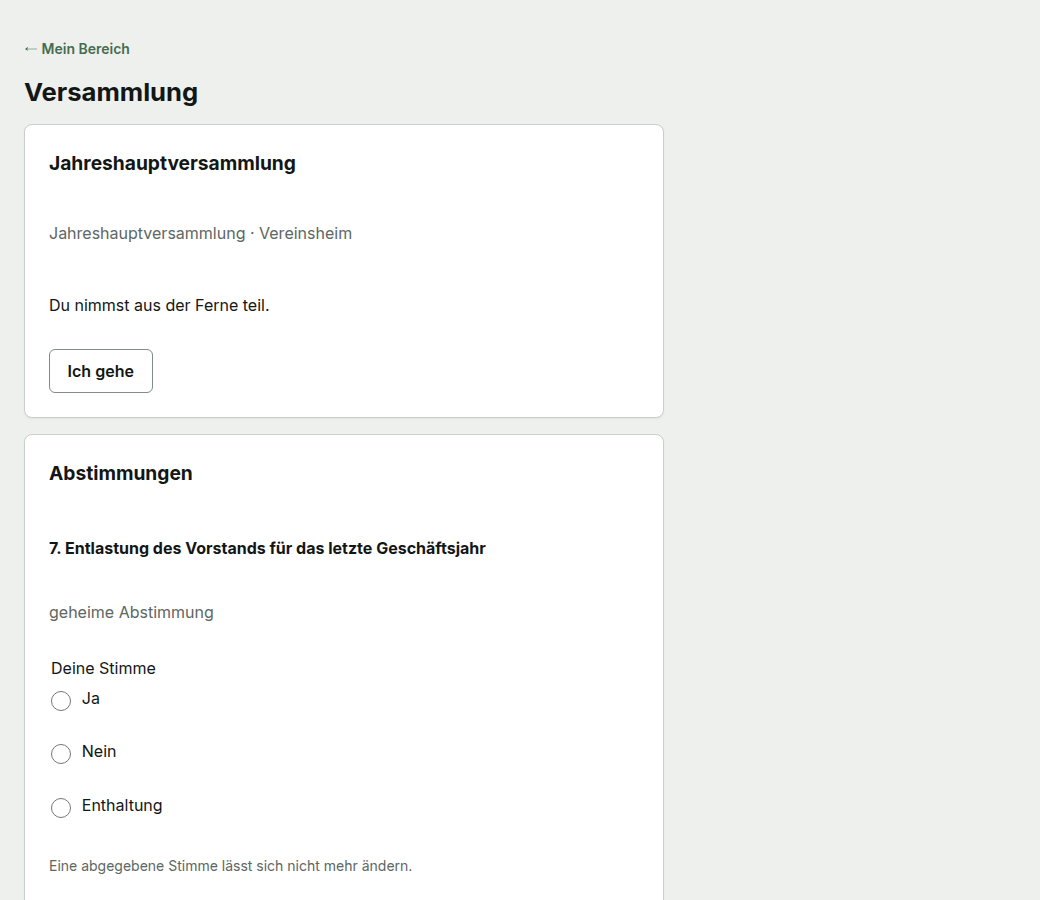 ← Mein Bereich
Versammlung
Jahreshauptversammlung
Jahreshauptversammlung · Vereinsheim
Du nimmst aus der Ferne teil.
Ich gehe
Abstimmungen
7. Entlastung des Vorstands für das letzte Geschäftsjahr
geheime Abstimmung
Deine Stimme
Ja
Nein
Enthaltung
Eine abgegebene Stimme lässt sich nicht mehr ändern.